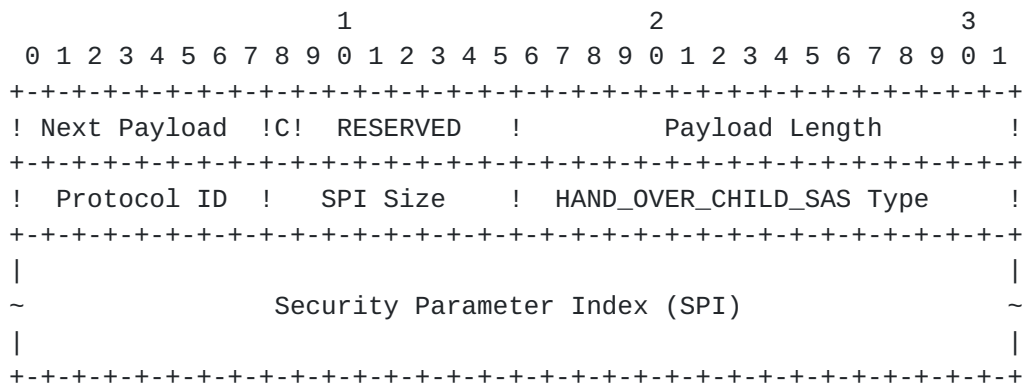 1                   2                   3
 0 1 2 3 4 5 6 7 8 9 0 1 2 3 4 5 6 7 8 9 0 1 2 3 4 5 6 7 8 9 0 1
+-+-+-+-+-+-+-+-+-+-+-+-+-+-+-+-+-+-+-+-+-+-+-+-+-+-+-+-+-+-+-+-+
! Next Payload  !C!  RESERVED   !         Payload Length        !
+-+-+-+-+-+-+-+-+-+-+-+-+-+-+-+-+-+-+-+-+-+-+-+-+-+-+-+-+-+-+-+-+
!  Protocol ID  !   SPI Size    !  HAND_OVER_CHILD_SAS Type     !
+-+-+-+-+-+-+-+-+-+-+-+-+-+-+-+-+-+-+-+-+-+-+-+-+-+-+-+-+-+-+-+-+
|                                                               |
~                Security Parameter Index (SPI)                 ~
|                                                               |
+-+-+-+-+-+-+-+-+-+-+-+-+-+-+-+-+-+-+-+-+-+-+-+-+-+-+-+-+-+-+-+-+